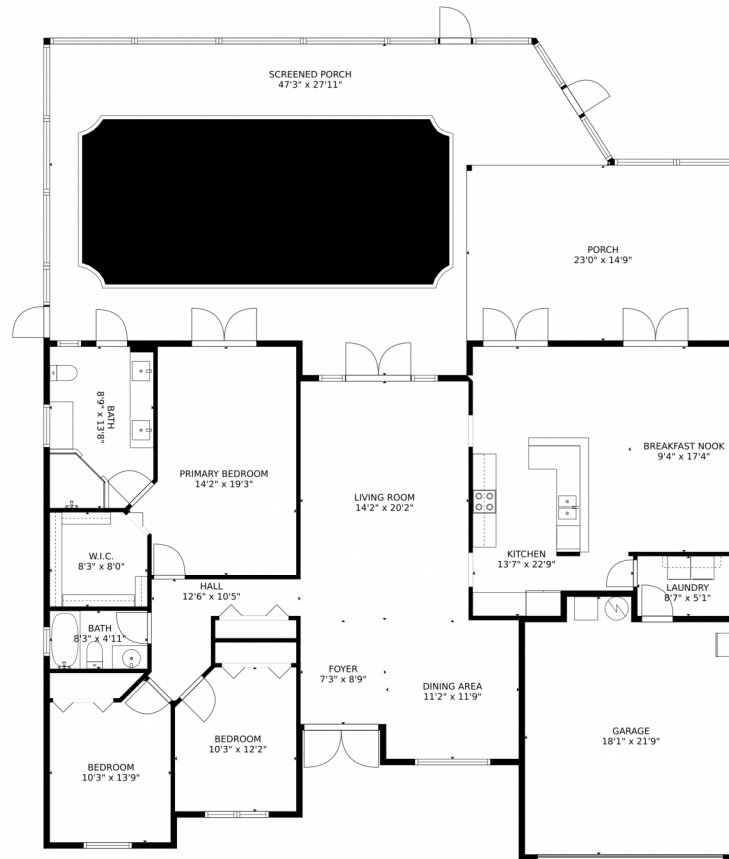 SCREENED PORCH
47'3" x 27'11"
PORCH
23'0" x 14'9"
BATH
8'9" x 13'8"
PRIMARY BEDROOM
14'2" x 19'3"
LIVING ROOM
14'2" x 20'2"
BREAKFAST NOOK
9'4" x 17'4"
KITCHEN
13'7" x 22'9"
W.I.C.
8'3" x 8'0"
HALL
12'6" x 10'5"
LAUNDRY
8'7" x 5'1"
BATH
8'3" x 4'11"
FOYER
7'3" x 8'9"
DINING AREA
11'2" x 11'9"
BEDROOM
10'3" x 12'2"
BEDROOM
10'3" x 13'9"
GARAGE
18'1" x 21'9"